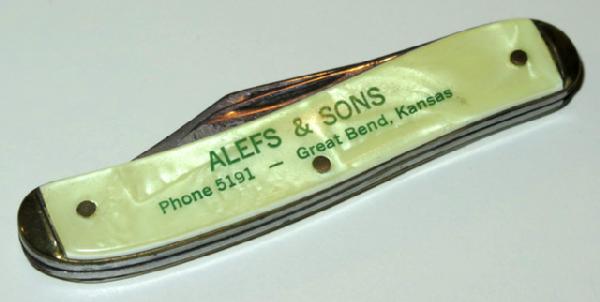 ALEFS & SONS
Phone 5191 — Great Bend, Kansas